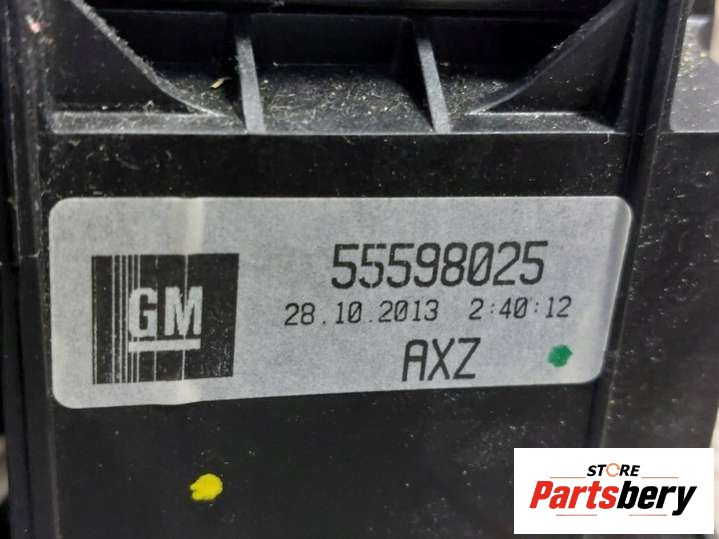 55598025
GM
28.10.2013 2:40:12
AXZ
STORE
Partsbery